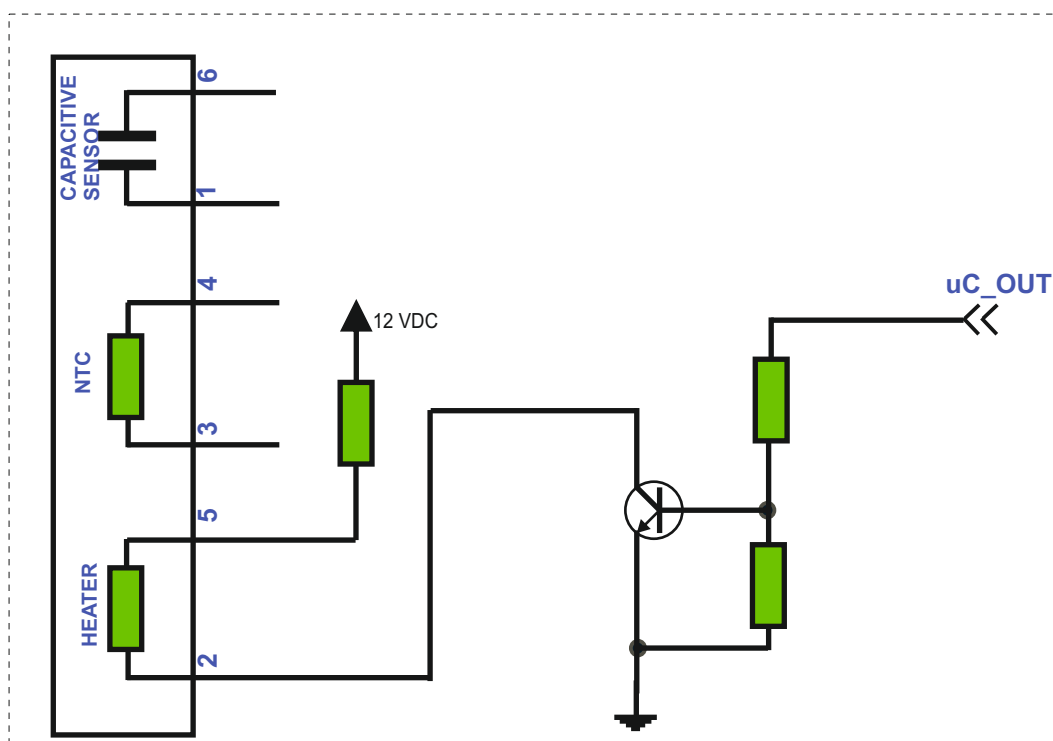 CAPACITIVE
SENSOR
6
1
4
NTC
3
12 VDC
uC_OUT
5
HEATER
2